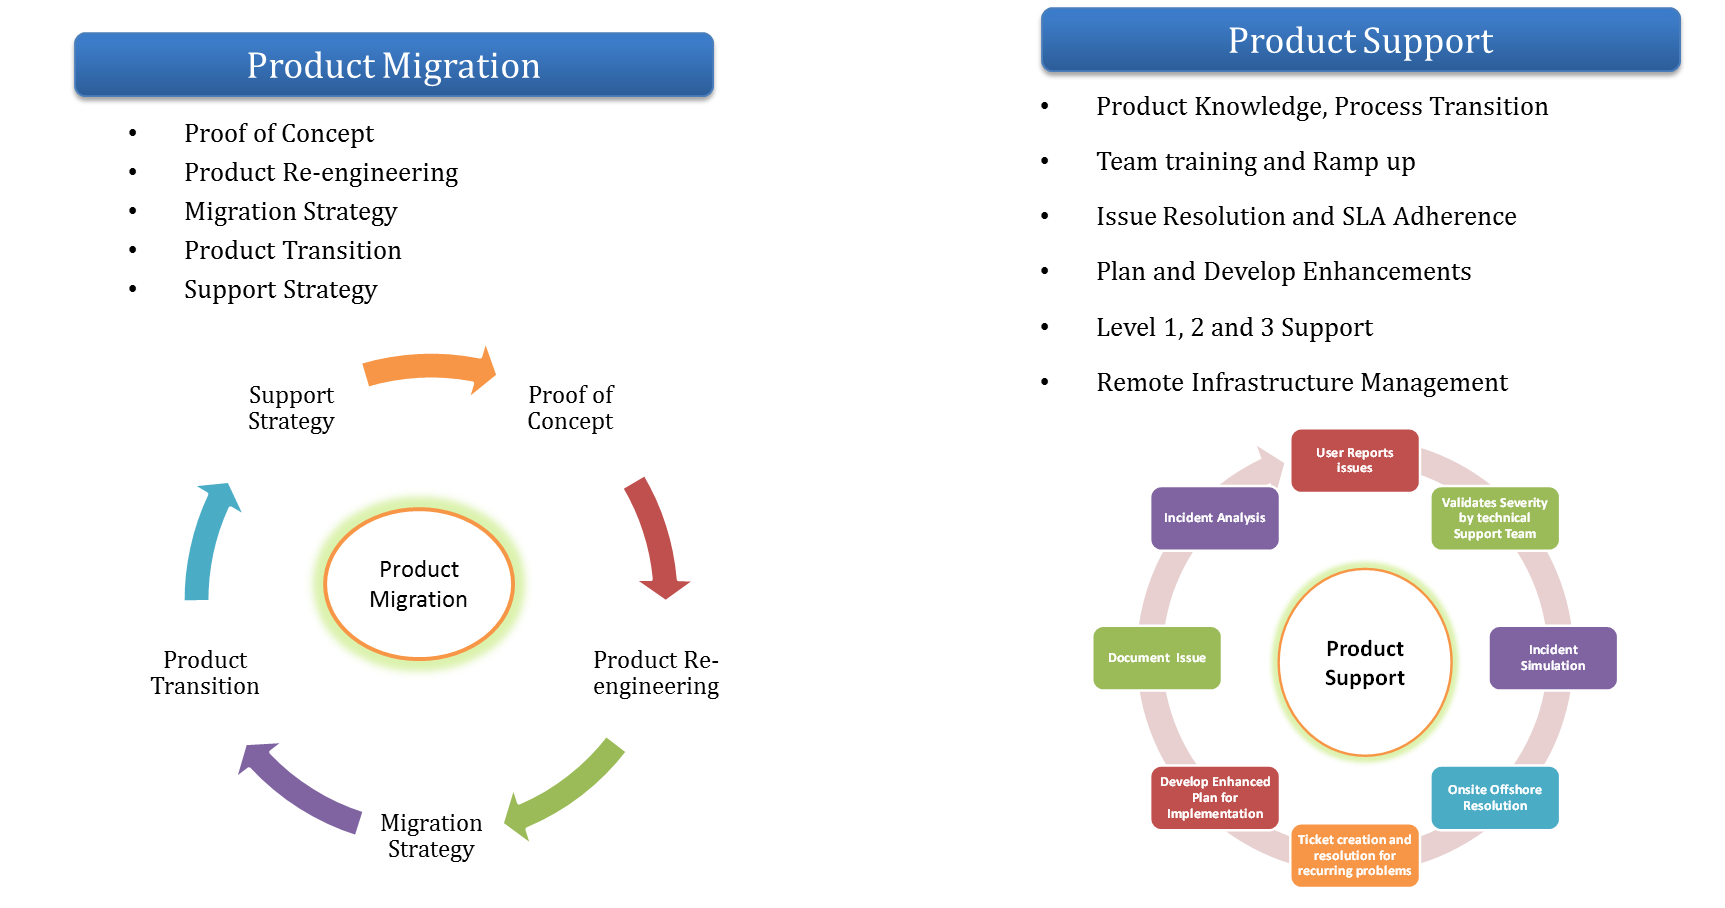 Product Migration
• Proof of Concept
• Product Re-engineering
• Migration Strategy
• Product Transition
• Support Strategy
Support
Strategy
Proof of
Concept
Product
Migration
Product
Transition
Product Re-
engineering
Migration
Strategy
Product Support
• Product Knowledge, Process Transition
• Team training and Ramp up
• Issue Resolution and SLA Adherence
• Plan and Develop Enhancements
• Level 1, 2 and 3 Support
• Remote Infrastructure Management
User Reports
issues
Validates Severity
by technical
Support Team
Incident
Simulation
Onsite Offshore
Resolution
Ticket creation and
resolution for
recurring problems
Develop Enhanced
Plan for
Implementation
Document Issue
Incident Analysis
Product
Support